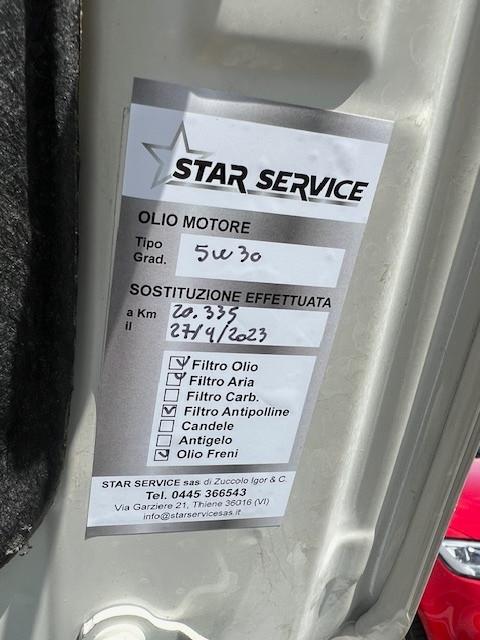 STAR SERVICE
OLIO MOTORE
Tipo
Grad.
5W30
SOSTITUZIONE EFFETTUATA
a Km 20.335
il 27/4/2023
Filtro Olio
Filtro Aria
Filtro Carb.
Filtro Antipolline
Candele
Antigelo
Olio Freni
STAR SERVICE sas di Zuccolo Igor & C.
Tel. 0445 366543
Via Garziere 21, Thiene 36016 (VI)
info@starservicesas.it